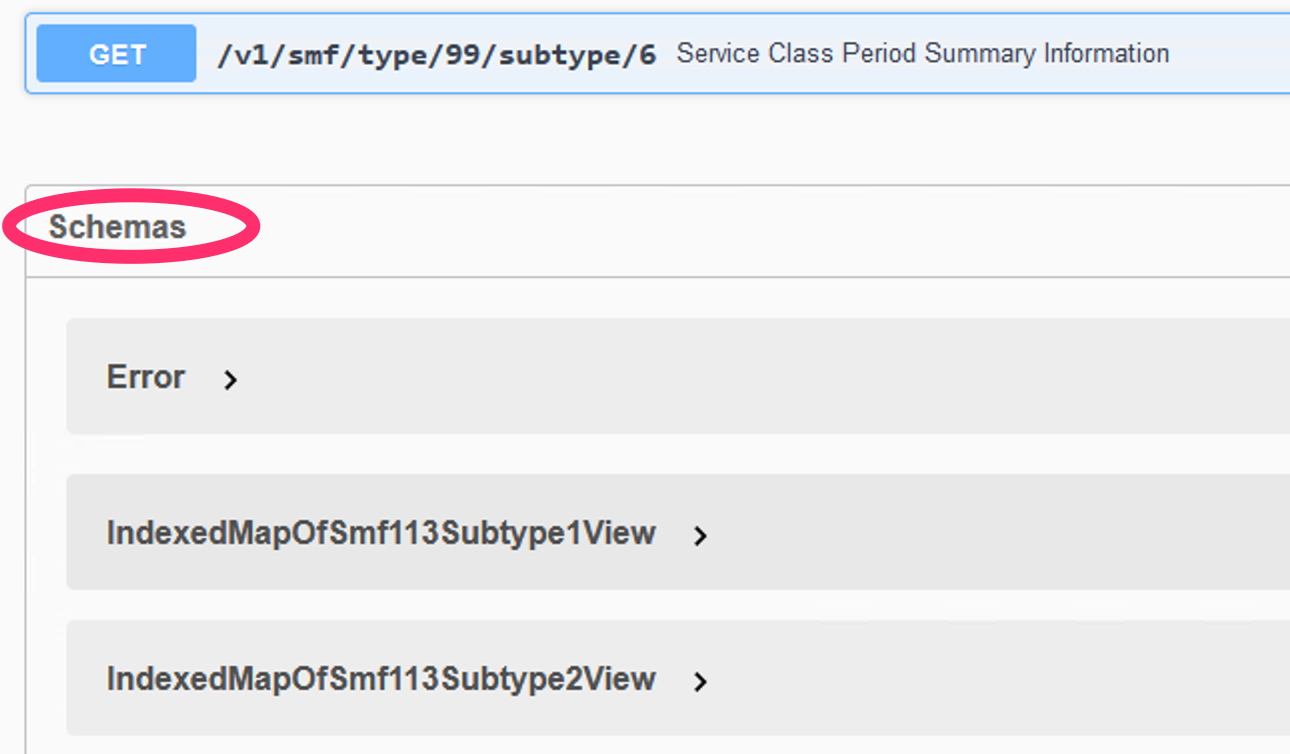 GET /v1/smf/type/99/subtype/6 Service Class Period Summary Information
Schemas
Error
IndexedMapOfSmf113Subtype1View
IndexedMapOfSmf113Subtype2View